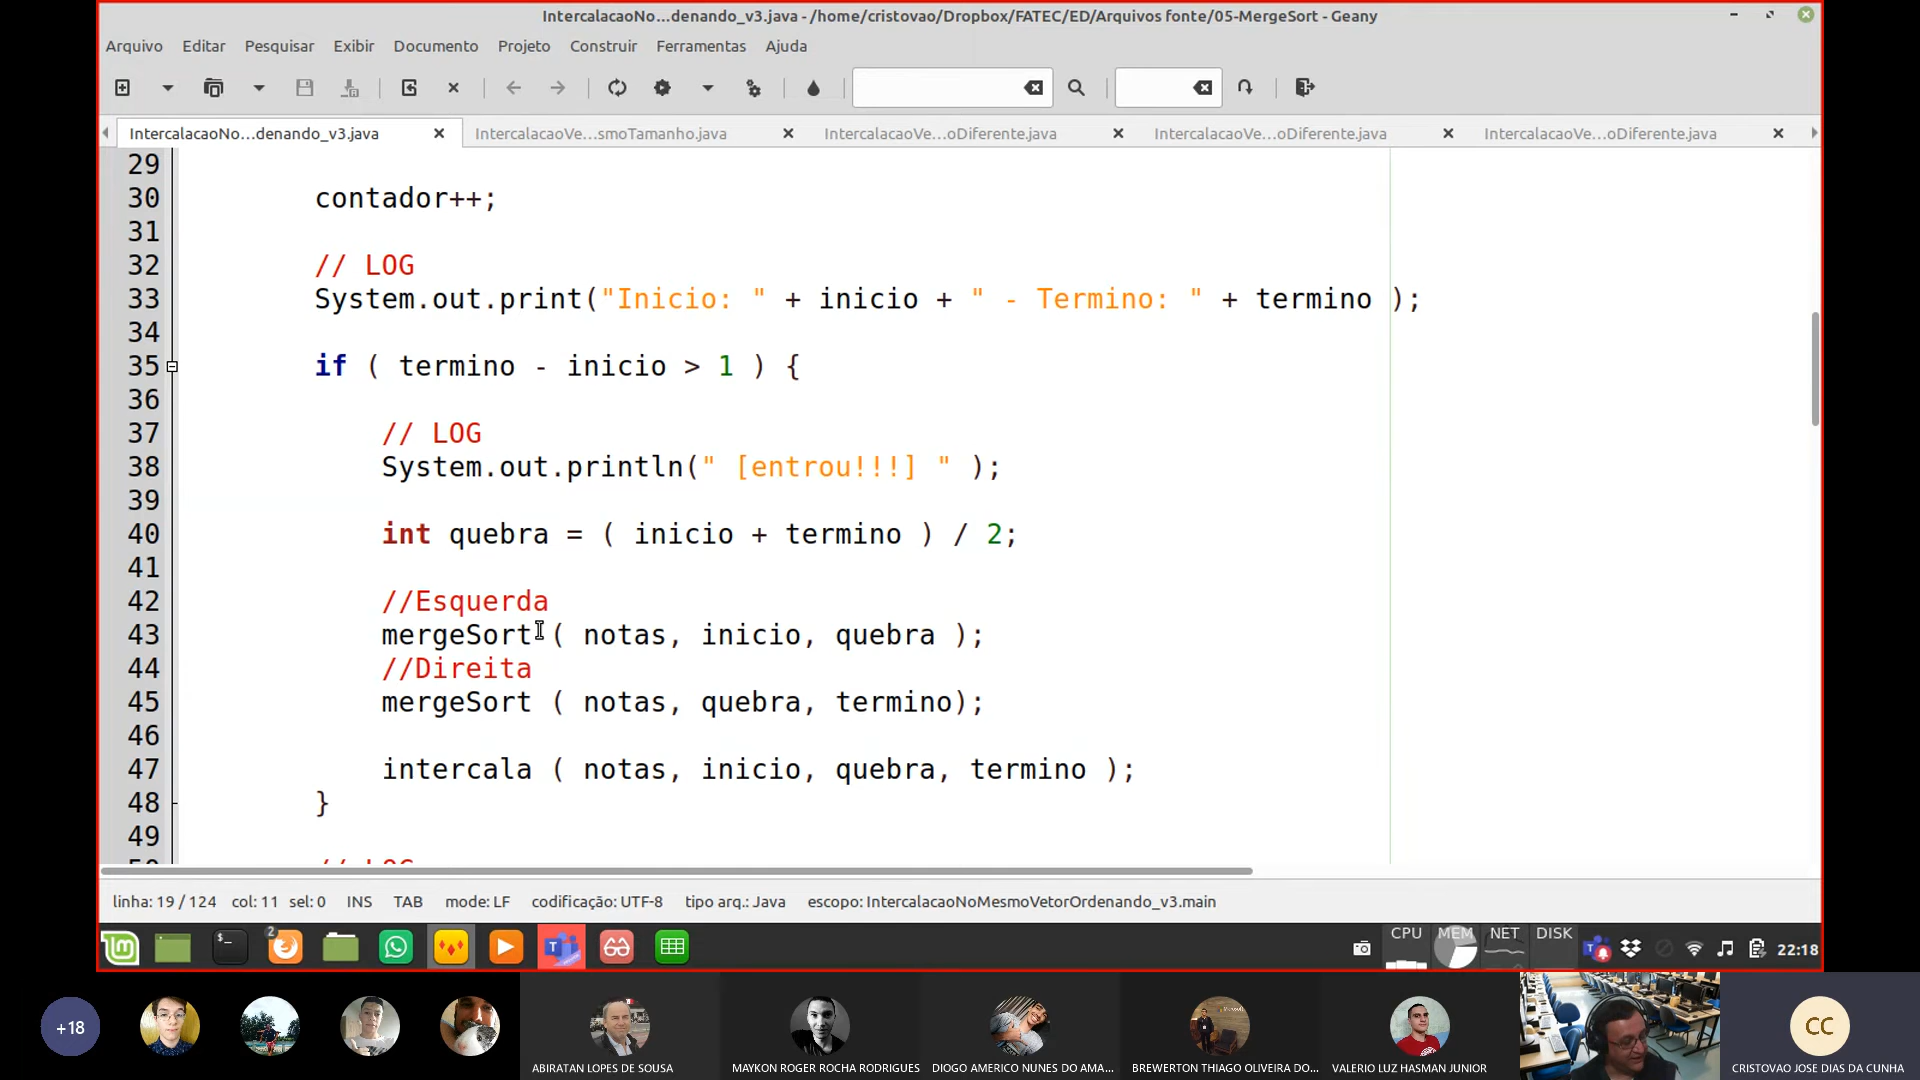 IntercalacaoNo...denando_v3.java - /home/cristovao/Dropbox/FATEC/ED/Arquivos fonte/05-MergeSort - Geany
Arquivo Editar Pesquisar Exibir Documento Projeto Construir Ferramentas Ajuda
IntercalacaoNo...denando_v3.java IntercalacaoVe...smoTamanho.java IntercalacaoVe...oDiferente.java IntercalacaoVe...oDiferente.java IntercalacaoVe...oDiferente.java
29
30 contador++;
31
32 // LOG
33 System.out.print("Inicio: " + inicio + " - Termino: " + termino );
34
35 if ( termino - inicio > 1 ) {
36
37 // LOG
38 System.out.println(" [entrou!!!] " );
39
40 int quebra = ( inicio + termino ) / 2;
41
42 //Esquerda
43 mergeSort ( notas, inicio, quebra );
44 //Direita
45 mergeSort ( notas, quebra, termino);
46
47 intercala ( notas, inicio, quebra, termino );
48 }
49
50 // LOG
linha: 19 / 124 col: 11 sel: 0 INS TAB mode: LF codificação: UTF-8 tipo arq.: Java escopo: IntercalacaoNoMesmoVetorOrdenando_v3.main
2 CPU MEM NET DISK 22:18
+18 CC
ABIRATAN LOPES DE SOUSA MAYKON ROGER ROCHA RODRIGUES DIOGO AMERICO NUNES DO AMA... BREWERTON THIAGO OLIVEIRA DO... VALERIO LUZ HASMAN JUNIOR CRISTOVAO JOSE DIAS DA CUNHA